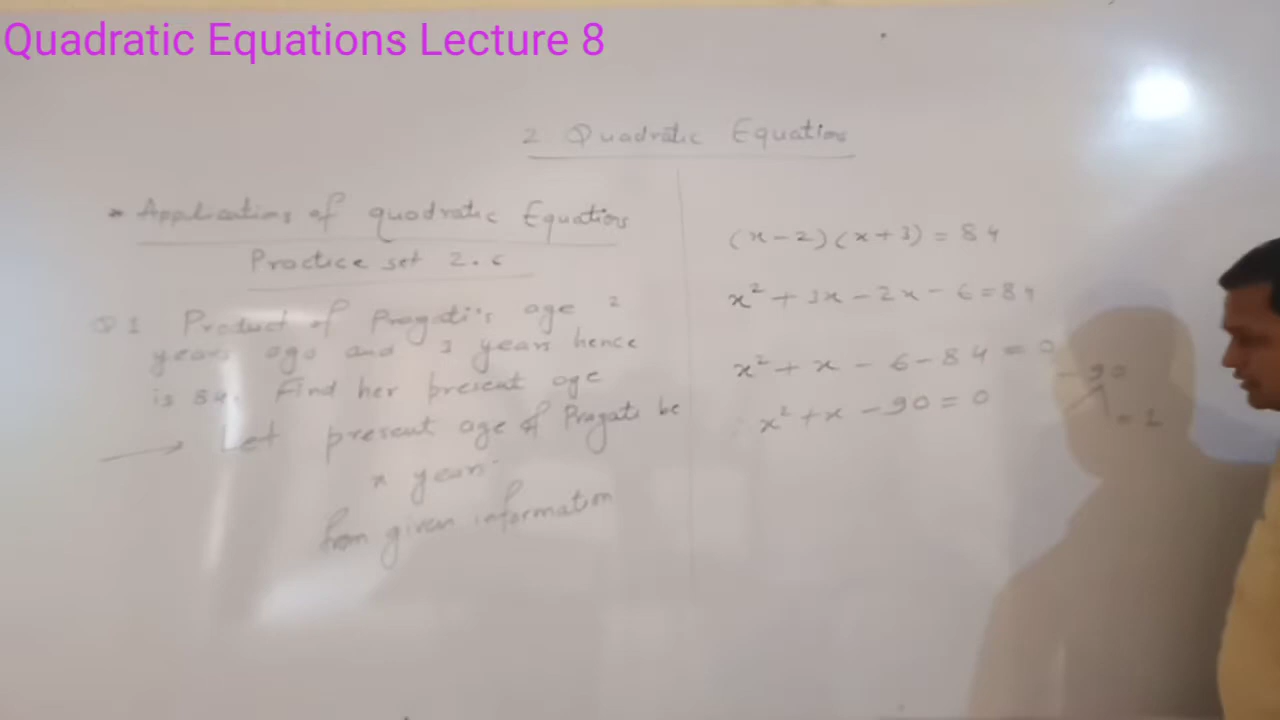 Quadratic Equations Lecture 8
2 Quadratic Equations
* Applications of quadratic Equations
Practice set 2.6
Q1 Product of Pragati's age 2
years ago and 3 years hence
is 84. Find her present age
→ Let present age of Pragati be
x years
from given information
(x-2)(x+3) = 84
x² + 3x - 2x - 6 = 84
x² + x - 6 - 84 = 0
x² + x - 90 = 0
- 90
= 1